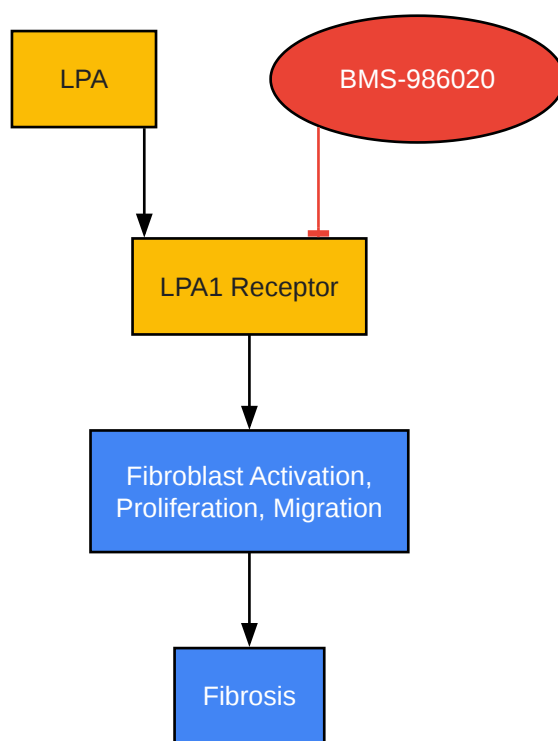 LPA
BMS-986020
LPA1 Receptor
Fibroblast Activation,
Proliferation, Migration
Fibrosis